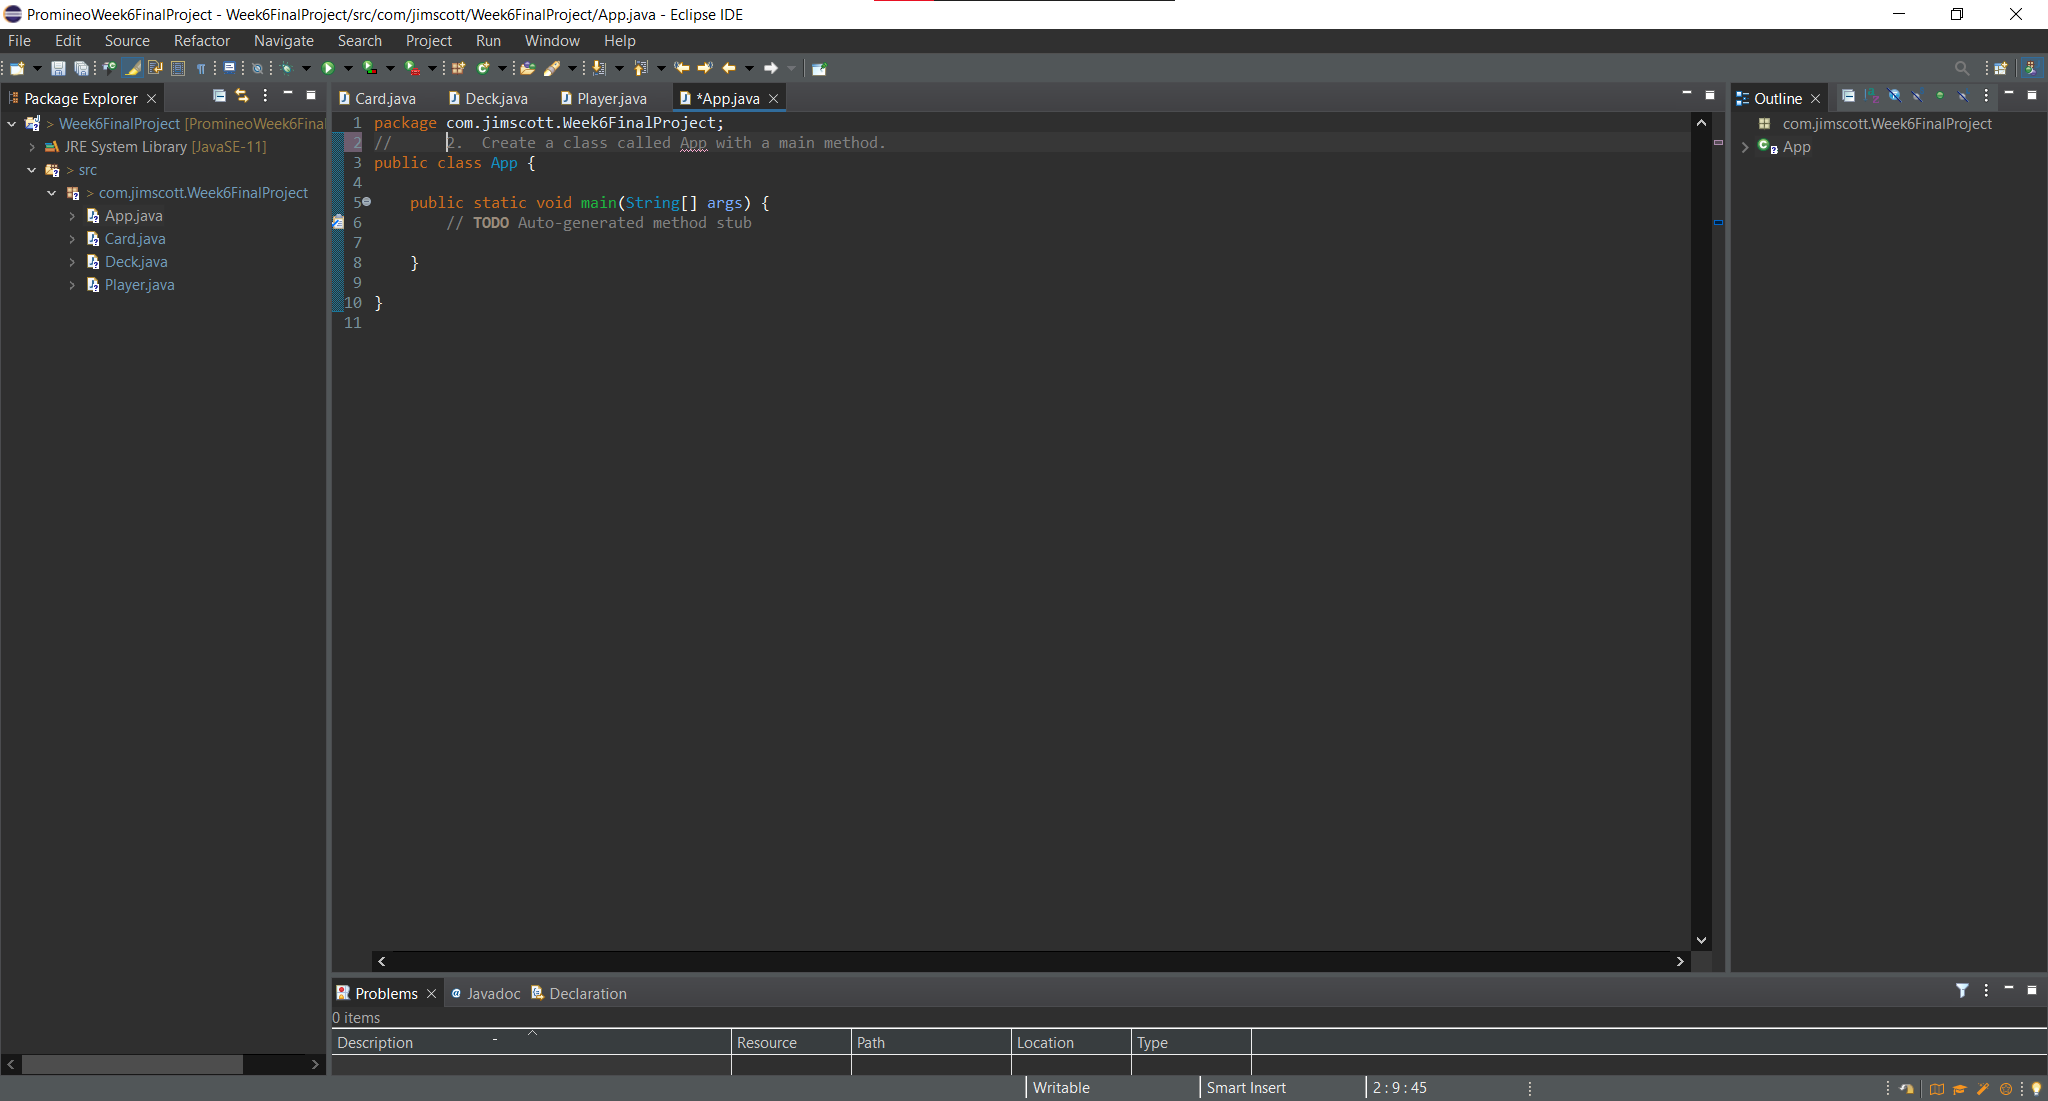 PromineoWeek6FinalProject - Week6FinalProject/src/com/jimscott/Week6FinalProject/App.java - Eclipse IDE
File Edit Source Refactor Navigate Search Project Run Window Help
Package Explorer
> Week6FinalProject [PromineoWeek6Final
JRE System Library [JavaSE-11]
> src
> com.jimscott.Week6FinalProject
App.java
Card.java
Deck.java
Player.java
Card.java Deck.java Player.java *App.java
1 package com.jimscott.Week6FinalProject;
2 // 2. Create a class called App with a main method.
3 public class App {
4
5 public static void main(String[] args) {
6 // TODO Auto-generated method stub
7
8 }
9
10 }
11
Outline
com.jimscott.Week6FinalProject
App
Problems Javadoc Declaration
0 items
Description Resource Path Location Type
Writable Smart Insert 2 : 9 : 45